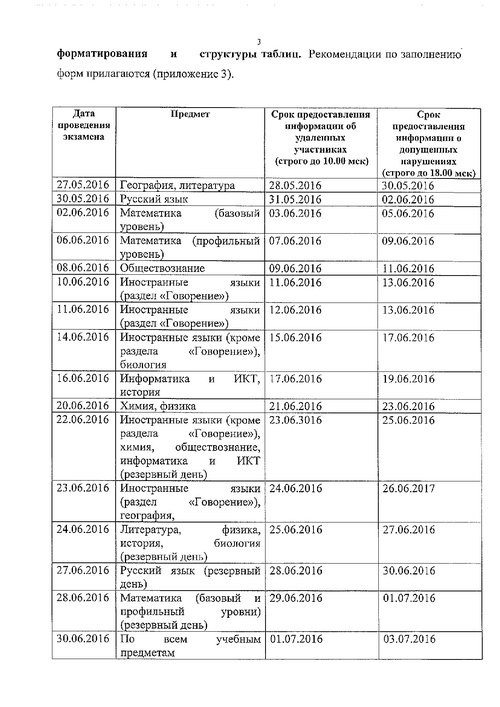 3
форматирования и структуры таблиц. Рекомендации по заполнению
форм прилагаются (приложение 3).
Дата проведения экзамена | Предмет | Срок предоставления информации об удаленных участниках (строго до 10.00 мск) | Срок предоставления информации о допущенных нарушениях (строго до 18.00 мск)
27.05.2016 География, литература 28.05.2016 30.05.2016
30.05.2016 Русский язык 31.05.2016 02.06.2016
02.06.2016 Математика (базовый 03.06.2016 05.06.2016
уровень)
06.06.2016 Математика (профильный 07.06.2016 09.06.2016
уровень)
08.06.2016 Обществознание 09.06.2016 11.06.2016
10.06.2016 Иностранные языки 11.06.2016 13.06.2016
(раздел «Говорение»)
11.06.2016 Иностранные языки 12.06.2016 13.06.2016
(раздел «Говорение»)
14.06.2016 Иностранные языки (кроме 15.06.2016 17.06.2016
раздела «Говорение»),
биология
16.06.2016 Информатика и ИКТ, 17.06.2016 19.06.2016
история
20.06.2016 Химия, физика 21.06.2016 23.06.2016
22.06.2016 Иностранные языки (кроме 23.06.3016 25.06.2016
раздела «Говорение»),
химия, обществознание,
информатика и ИКТ
(резервный день)
23.06.2016 Иностранные языки 24.06.2016 26.06.2017
(раздел «Говорение»),
география,
24.06.2016 Литература, физика, 25.06.2016 27.06.2016
история, биология
(резервный день)
27.06.2016 Русский язык (резервный 28.06.2016 30.06.2016
день)
28.06.2016 Математика (базовый и 29.06.2016 01.07.2016
профильный уровни)
(резервный день)
30.06.2016 По всем учебным 01.07.2016 03.07.2016
предметам